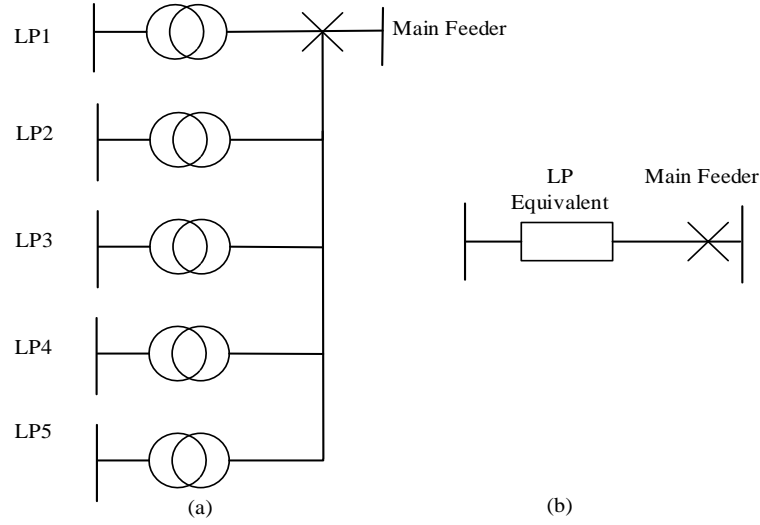 LP1
Main Feeder
LP2
LP3
LP4
LP5
(a)
LP
Equivalent
Main Feeder
(b)